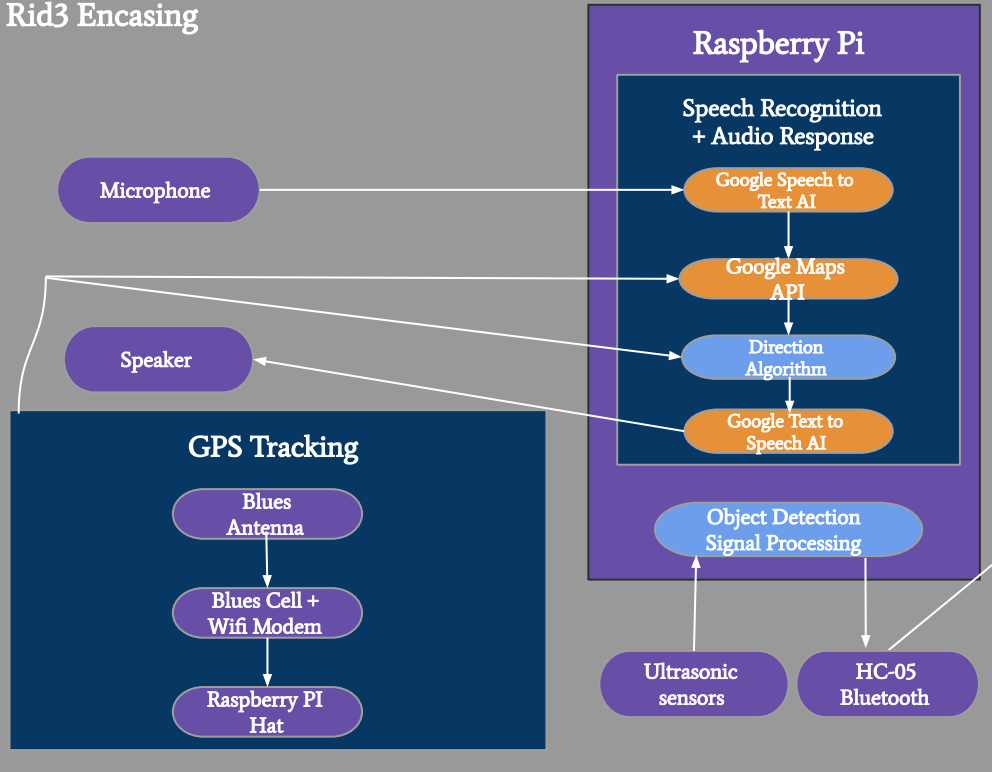 Rid3 Encasing
Raspberry Pi
Speech Recognition
+ Audio Response
Microphone
Google Speech to
Text AI
Google Maps
API
Speaker
Direction
Algorithm
Google Text to
Speech AI
GPS Tracking
Blues
Antenna
Blues Cell +
Wifi Modem
Raspberry PI
Hat
Object Detection
Signal Processing
Ultrasonic
sensors
HC-05
Bluetooth